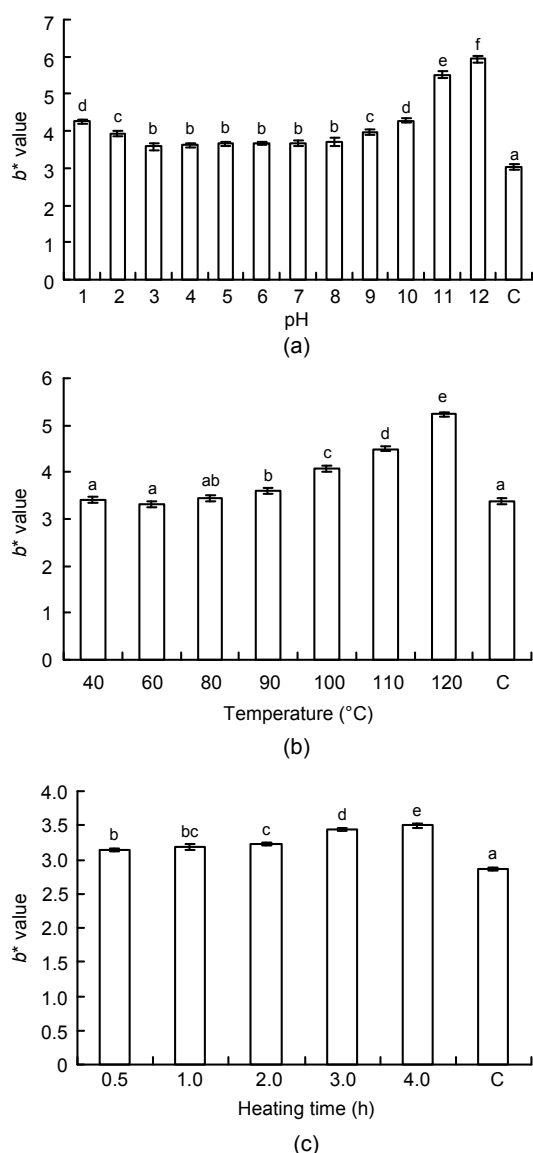 7
6
5
4
3
2
1
0
b* value
d c b b b b b b c d e f a
1 2 3 4 5 6 7 8 9 10 11 12 C
pH
(a)
6
5
4
3
2
1
0
b* value
a a ab b c d e a
40 60 80 90 100 110 120 C
Temperature (°C)
(b)
4.0
3.5
3.0
2.5
2.0
1.5
1.0
0.5
0
b* value
b bc c d e a
0.5 1.0 2.0 3.0 4.0 C
Heating time (h)
(c)